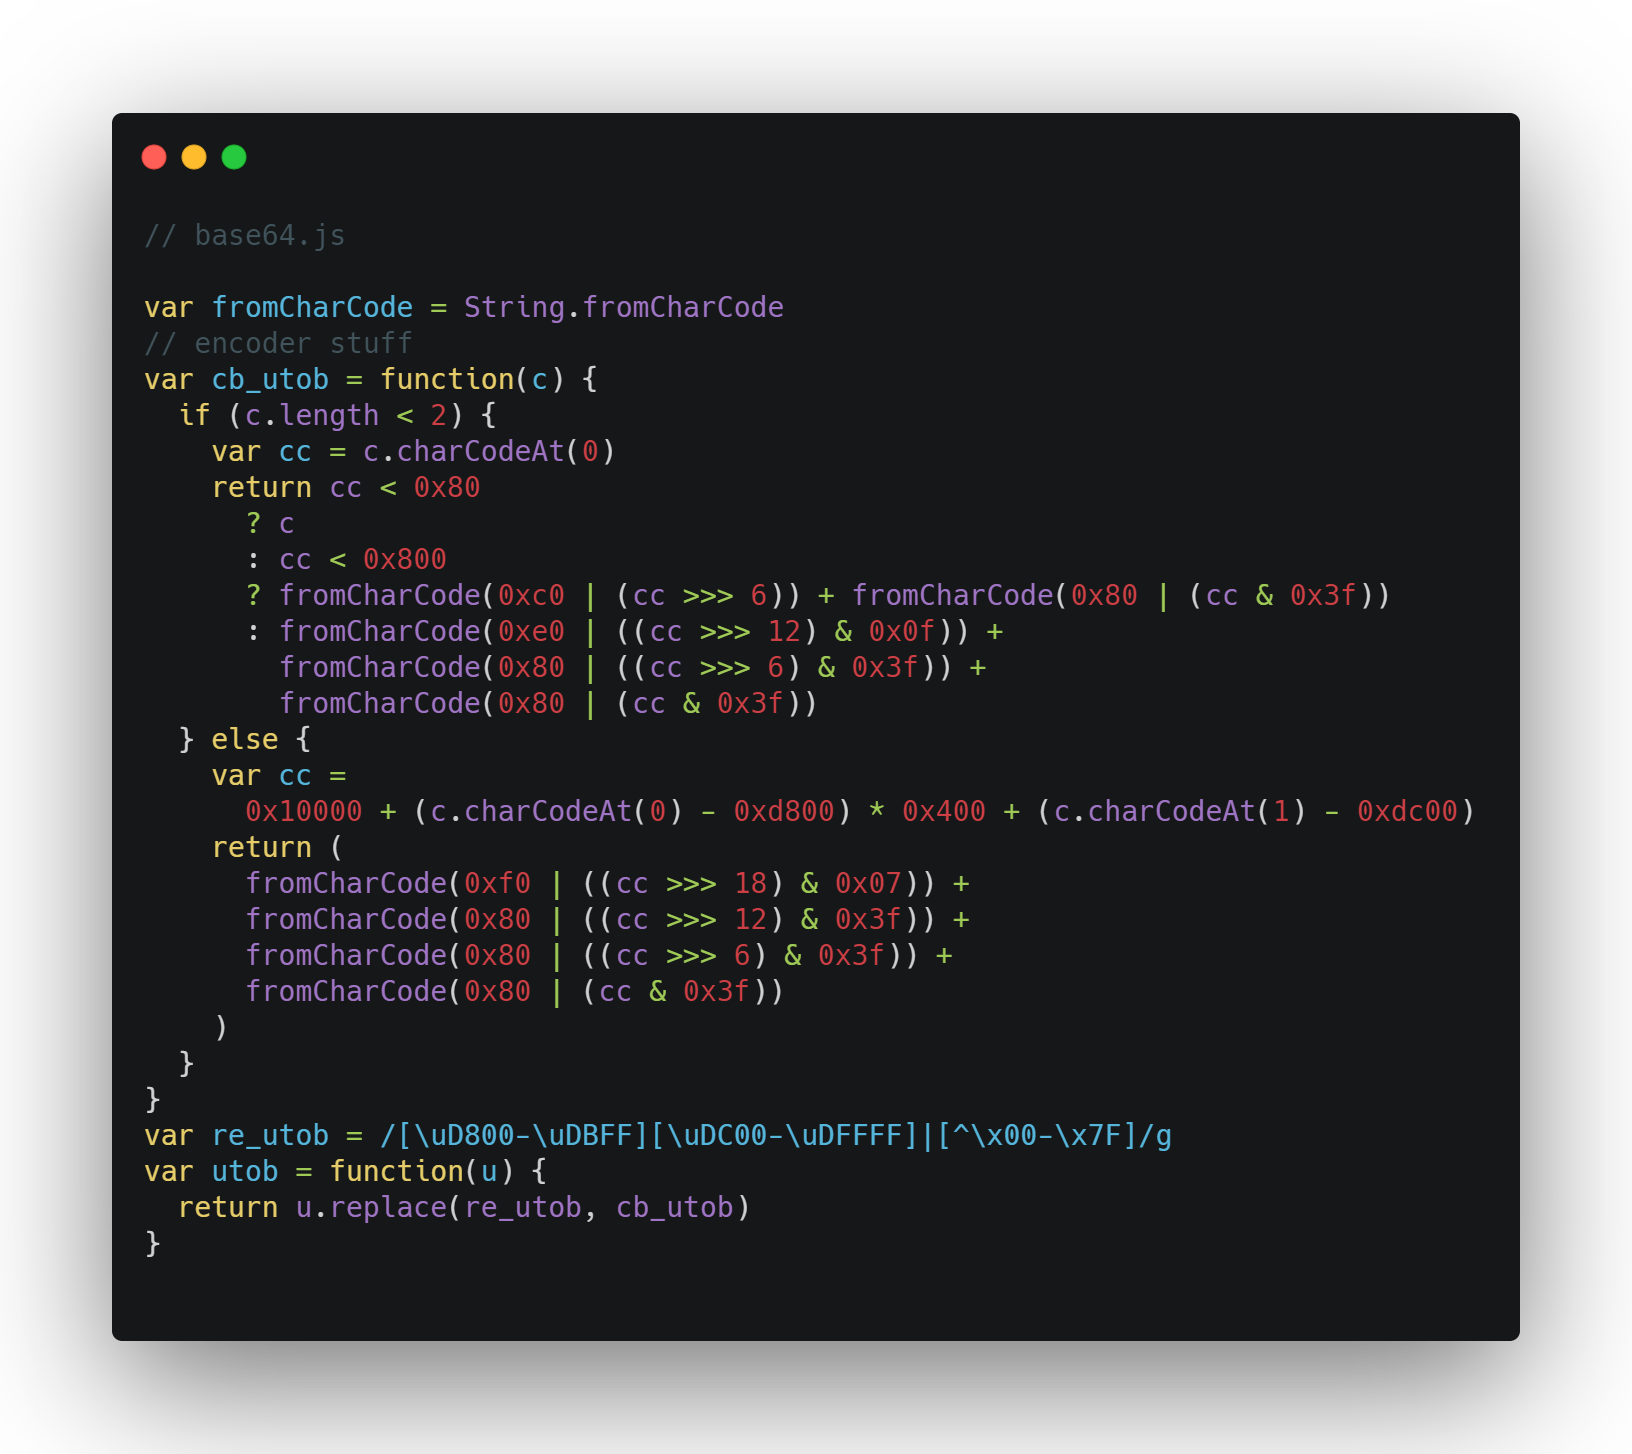 // base64.js

var fromCharCode = String.fromCharCode
// encoder stuff
var cb_utob = function(c) {
  if (c.length < 2) {
    var cc = c.charCodeAt(0)
    return cc < 0x80
      ? c
      : cc < 0x800
      ? fromCharCode(0xc0 | (cc >>> 6)) + fromCharCode(0x80 | (cc & 0x3f))
      : fromCharCode(0xe0 | ((cc >>> 12) & 0x0f)) +
        fromCharCode(0x80 | ((cc >>> 6) & 0x3f)) +
        fromCharCode(0x80 | (cc & 0x3f))
  } else {
    var cc =
      0x10000 + (c.charCodeAt(0) - 0xd800) * 0x400 + (c.charCodeAt(1) - 0xdc00)
    return (
      fromCharCode(0xf0 | ((cc >>> 18) & 0x07)) +
      fromCharCode(0x80 | ((cc >>> 12) & 0x3f)) +
      fromCharCode(0x80 | ((cc >>> 6) & 0x3f)) +
      fromCharCode(0x80 | (cc & 0x3f))
    )
  }
}
var re_utob = /[\uD800-\uDBFF][\uDC00-\uDFFFF]|[^\x00-\x7F]/g
var utob = function(u) {
  return u.replace(re_utob, cb_utob)
}